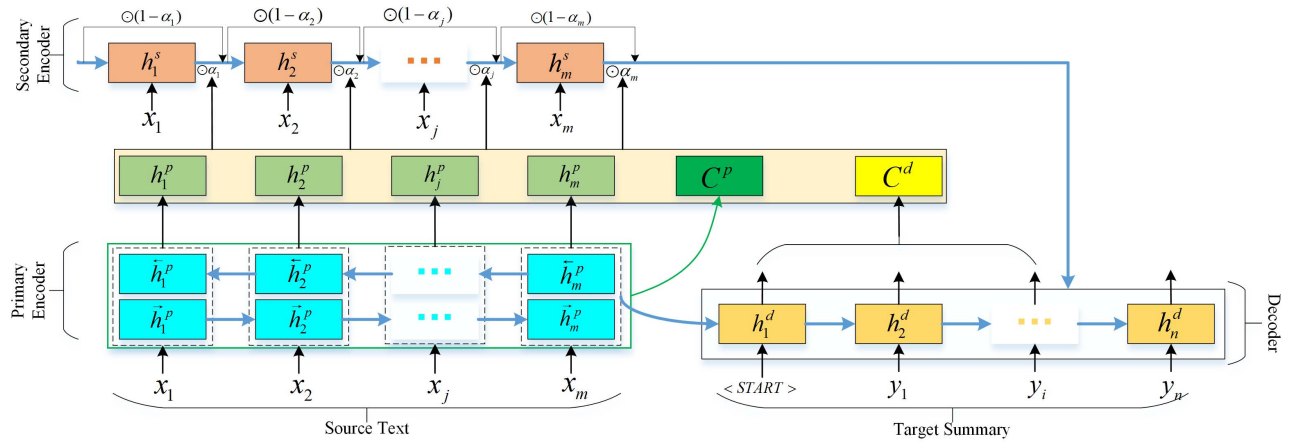 ⊙(1-α₁) ⊙(1-α₂) ⊙(1-αⱼ) ⊙(1-αₘ)
Secondary Encoder
h₁ˢ ⊙α₁ h₂ˢ ⊙α₂ ⊙αⱼ hₘˢ ⊙αₘ
x₁ x₂ xⱼ xₘ
h₁ᵖ h₂ᵖ hⱼᵖ hₘᵖ Cᵖ Cᵈ
Primary Encoder
←h₁ᵖ ←h₂ᵖ ←hₘᵖ
→h₁ᵖ →h₂ᵖ →hₘᵖ
h₁ᵈ h₂ᵈ hₙᵈ
Decoder
x₁ x₂ xⱼ xₘ
<START> y₁ yᵢ yₙ
Source Text
Target Summary